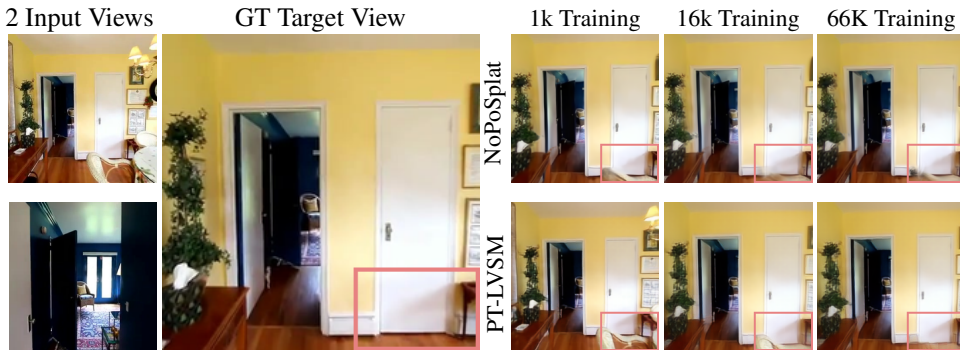 2 Input Views
GT Target View
1k Training
16k Training
66K Training
NoPoSplat
PT-LVSM